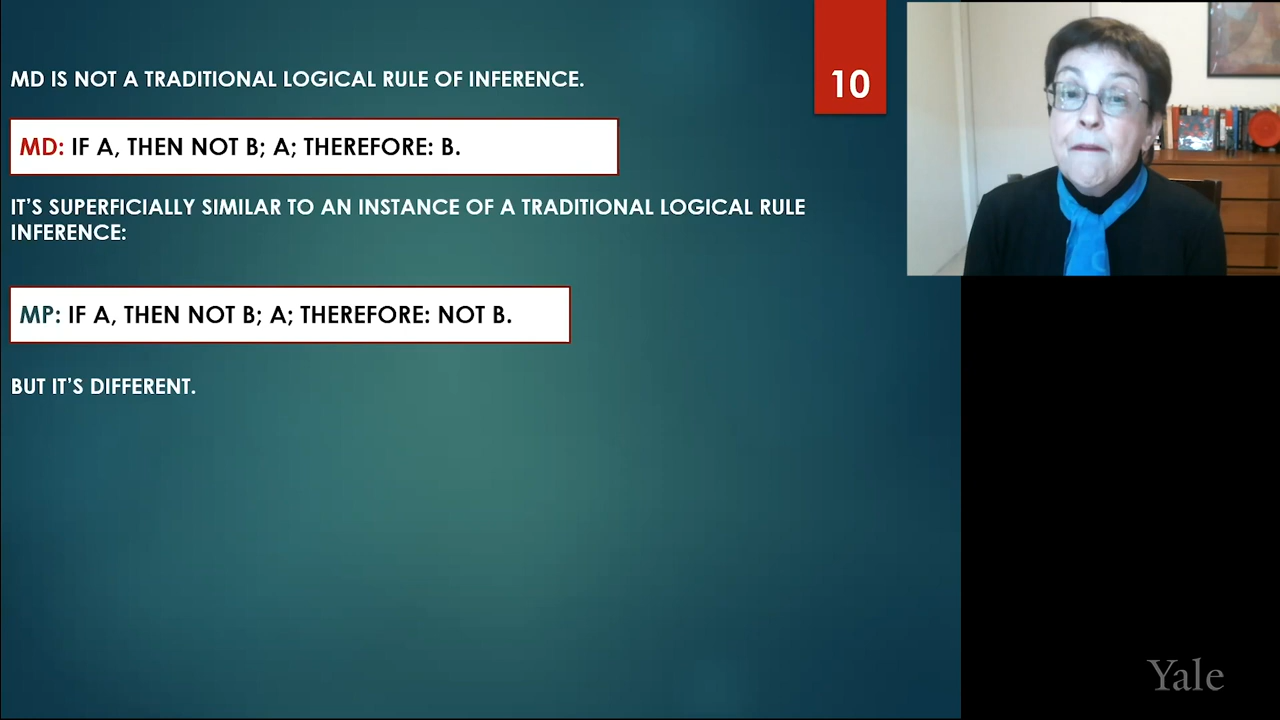 MD IS NOT A TRADITIONAL LOGICAL RULE OF INFERENCE.
10
MD: IF A, THEN NOT B; A; THEREFORE: B.
IT'S SUPERFICIALLY SIMILAR TO AN INSTANCE OF A TRADITIONAL LOGICAL RULE
INFERENCE:
MP: IF A, THEN NOT B; A; THEREFORE: NOT B.
BUT IT'S DIFFERENT.
Yale